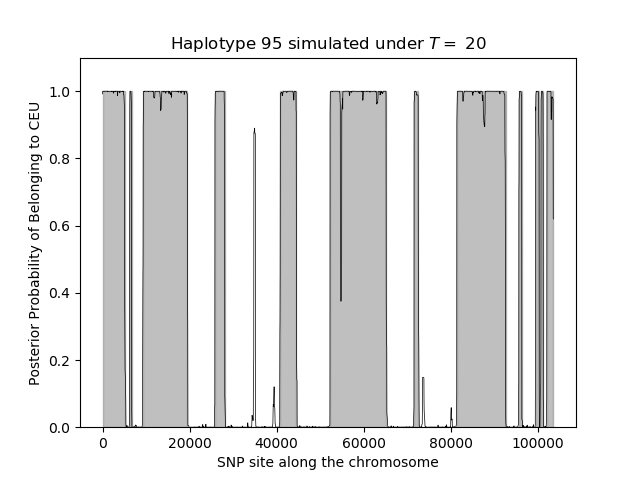 Haplotype 95 simulated under T = 20
Posterior Probability of Belonging to CEU
1.0
0.8
0.6
0.4
0.2
0.0
0 20000 40000 60000 80000 100000
SNP site along the chromosome